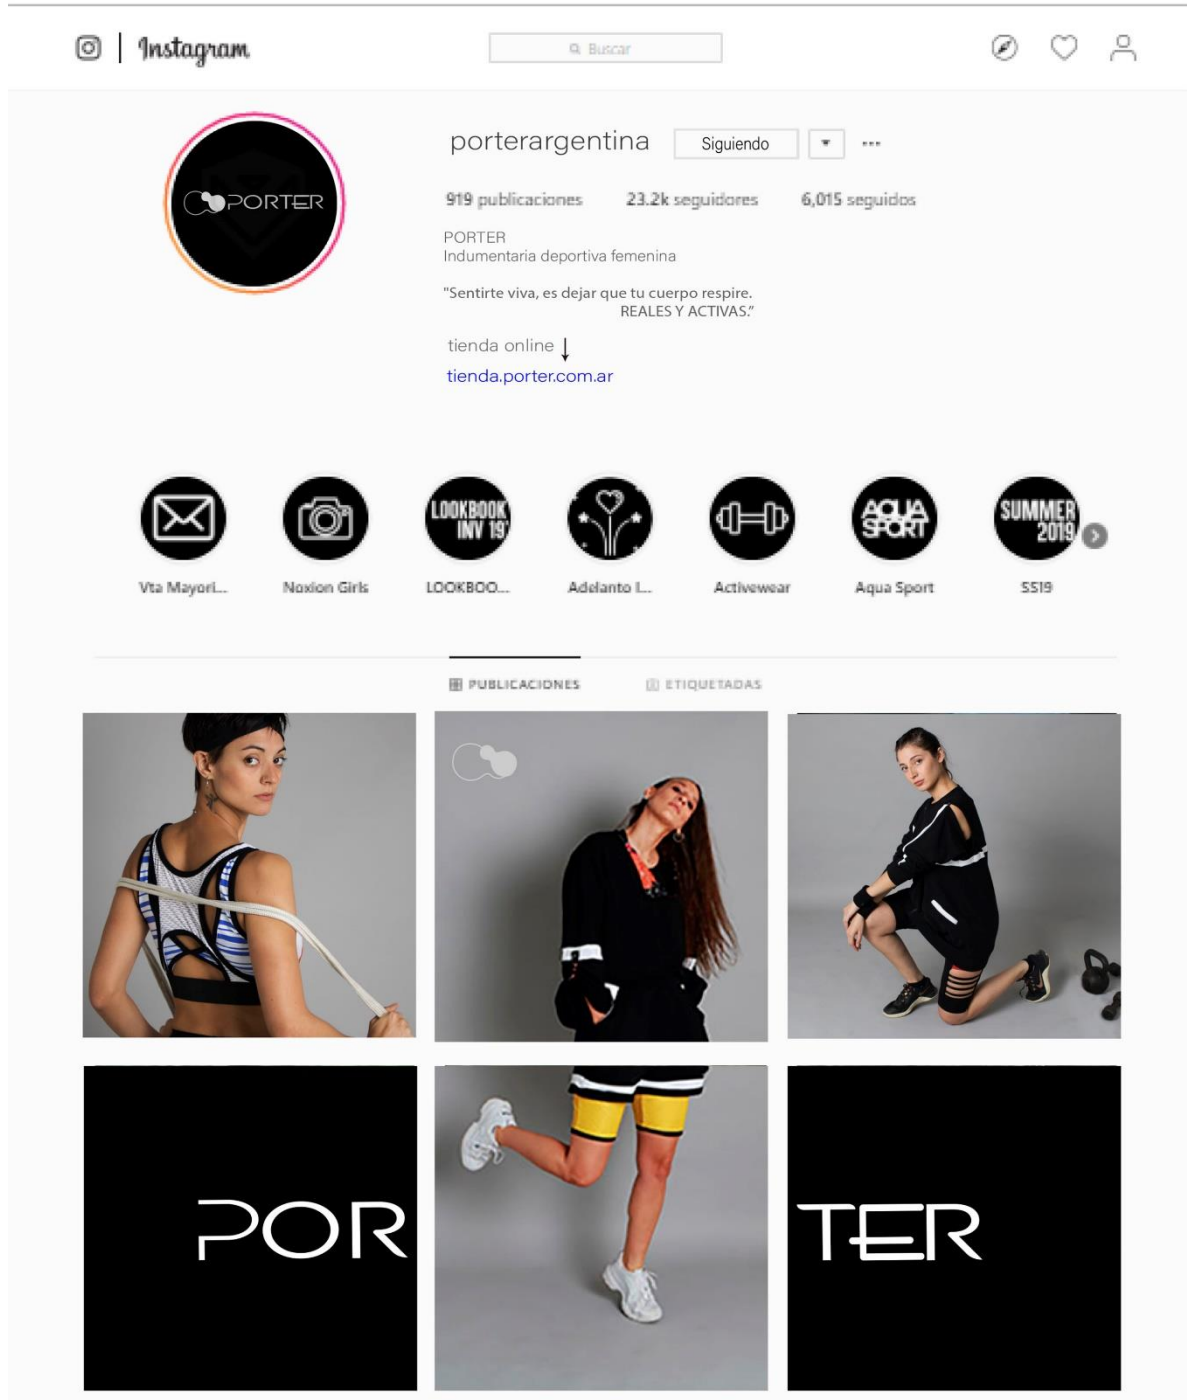 Instagram
Buscar
PORTER
porterargentina
Siguiendo
919 publicaciones 23.2k seguidores 6,015 seguidos
PORTER
Indumentaria deportiva femenina
"Sentirte viva, es dejar que tu cuerpo respire.
REALES Y ACTIVAS."
tienda online
tienda.porter.com.ar
LOOKBOOK
INV 19'
AQUA
SPORT
SUMMER
2019
Vta Mayori... Noxion Girls LOOKBOO... Adelanto I... Activewear Aqua Sport SS19
PUBLICACIONES ETIQUETADAS
POR TER